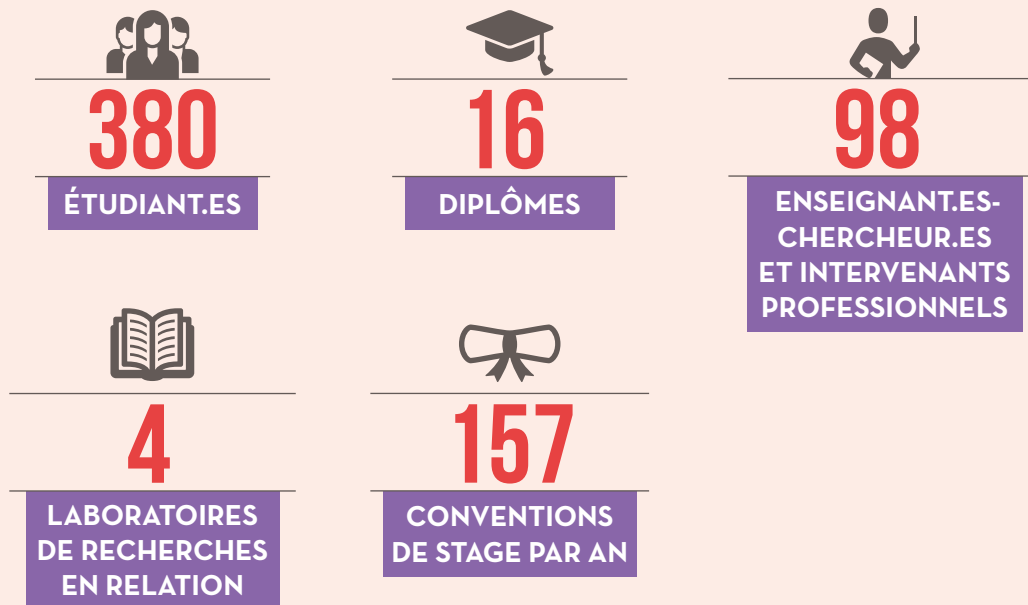 380
ÉTUDIANT.ES
16
DIPLÔMES
98
ENSEIGNANT.ES-
CHERCHEUR.ES
ET INTERVENANTS
PROFESSIONNELS
4
LABORATOIRES
DE RECHERCHES
EN RELATION
157
CONVENTIONS
DE STAGE PAR AN